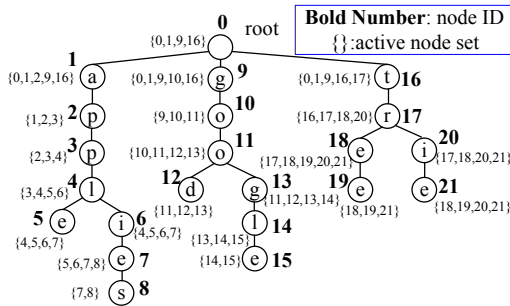 0 root
{0,1,9,16}
Bold Number: node ID
{}:active node set
1 9 16
{0,1,2,9,16} a {0,1,9,10,16} g {0,1,9,16,17} t
2 10 17
{1,2,3} p {9,10,11} o {16,17,18,20} r
3 11 18 20
{2,3,4} p {10,11,12,13} o {17,18,19,20,21} e i {17,18,20,21}
4 12 13 19 21
{3,4,5,6} l d g {11,12,13,14} e e
{11,12,13} {18,19,21} {18,19,20,21}
5 6 14
e i {13,14,15} l
{4,5,6,7} {4,5,6,7}
7 15
{5,6,7,8} e {14,15} e
8
{7,8} s